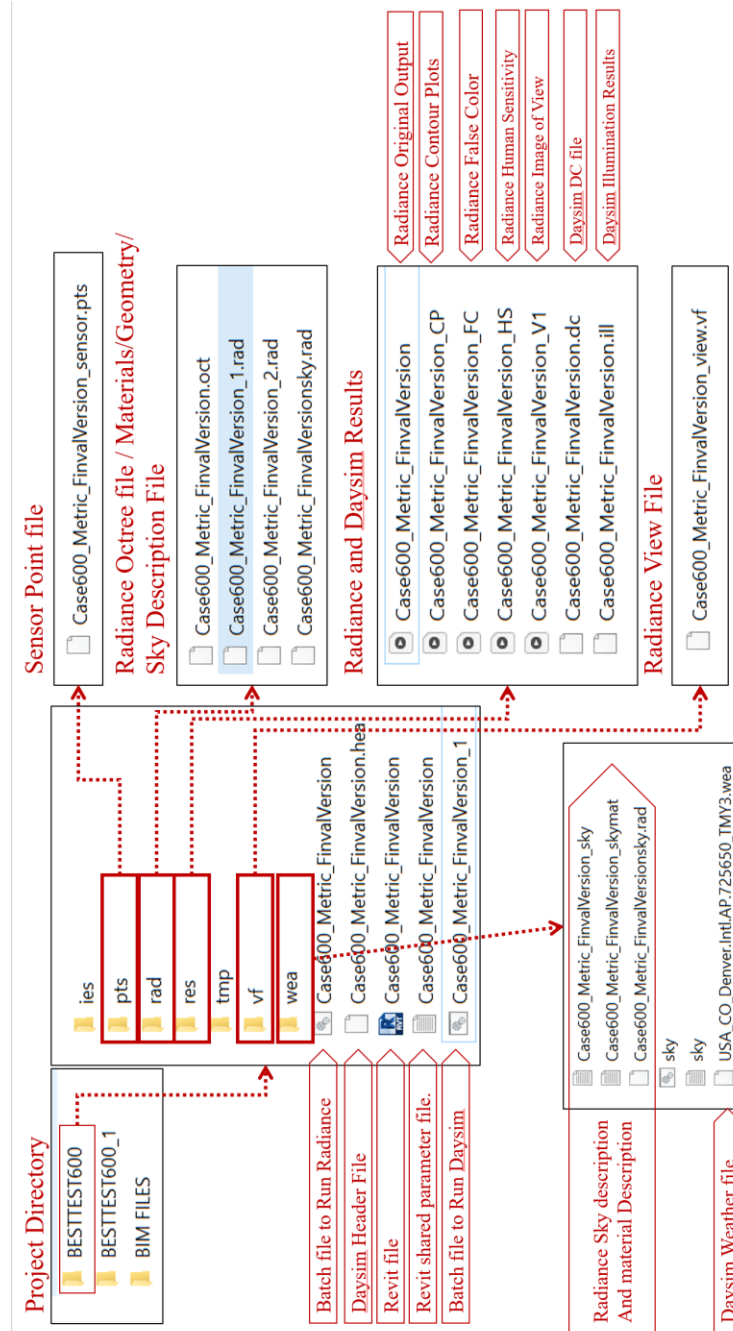 Project Directory
BESTTEST600
BESTTEST600_1
BIM FILES
ies
pts
rad
res
tmp
vf
wea
Case600_Metric_FinvalVersion
Case600_Metric_FinvalVersion.hea
Case600_Metric_FinvalVersion
Case600_Metric_FinvalVersion
Case600_Metric_FinvalVersion_1
Batch file to Run Radiance
Daysim Header File
Revit file
Revit shared parameter file.
Batch file to Run Daysim
Sensor Point file
Case600_Metric_FinvalVersion_sensor.pts
Radiance Octree file / Materials/Geometry/
Sky Description File
Case600_Metric_FinvalVersion.oct
Case600_Metric_FinvalVersion_1.rad
Case600_Metric_FinvalVersion_2.rad
Case600_Metric_FinvalVersionsky.rad
Radiance and Daysim Results
Case600_Metric_FinvalVersion
Case600_Metric_FinvalVersion_CP
Case600_Metric_FinvalVersion_FC
Case600_Metric_FinvalVersion_HS
Case600_Metric_FinvalVersion_V1
Case600_Metric_FinvalVersion.dc
Case600_Metric_FinvalVersion.ill
Radiance Original Output
Radiance Contour Plots
Radiance False Color
Radiance Human Sensitivity
Radiance Image of View
Daysim DC file
Daysim Illumination Results
Radiance View File
Case600_Metric_FinvalVersion_view.vf
Radiance Sky description
And material Description
Case600_Metric_FinvalVersion_sky
Case600_Metric_FinvalVersion_skymat
Case600_Metric_FinvalVersionsky.rad
sky
sky
USA_CO_Denver.Intl.AP.725650_TMY3.wea
Daysim Weather file